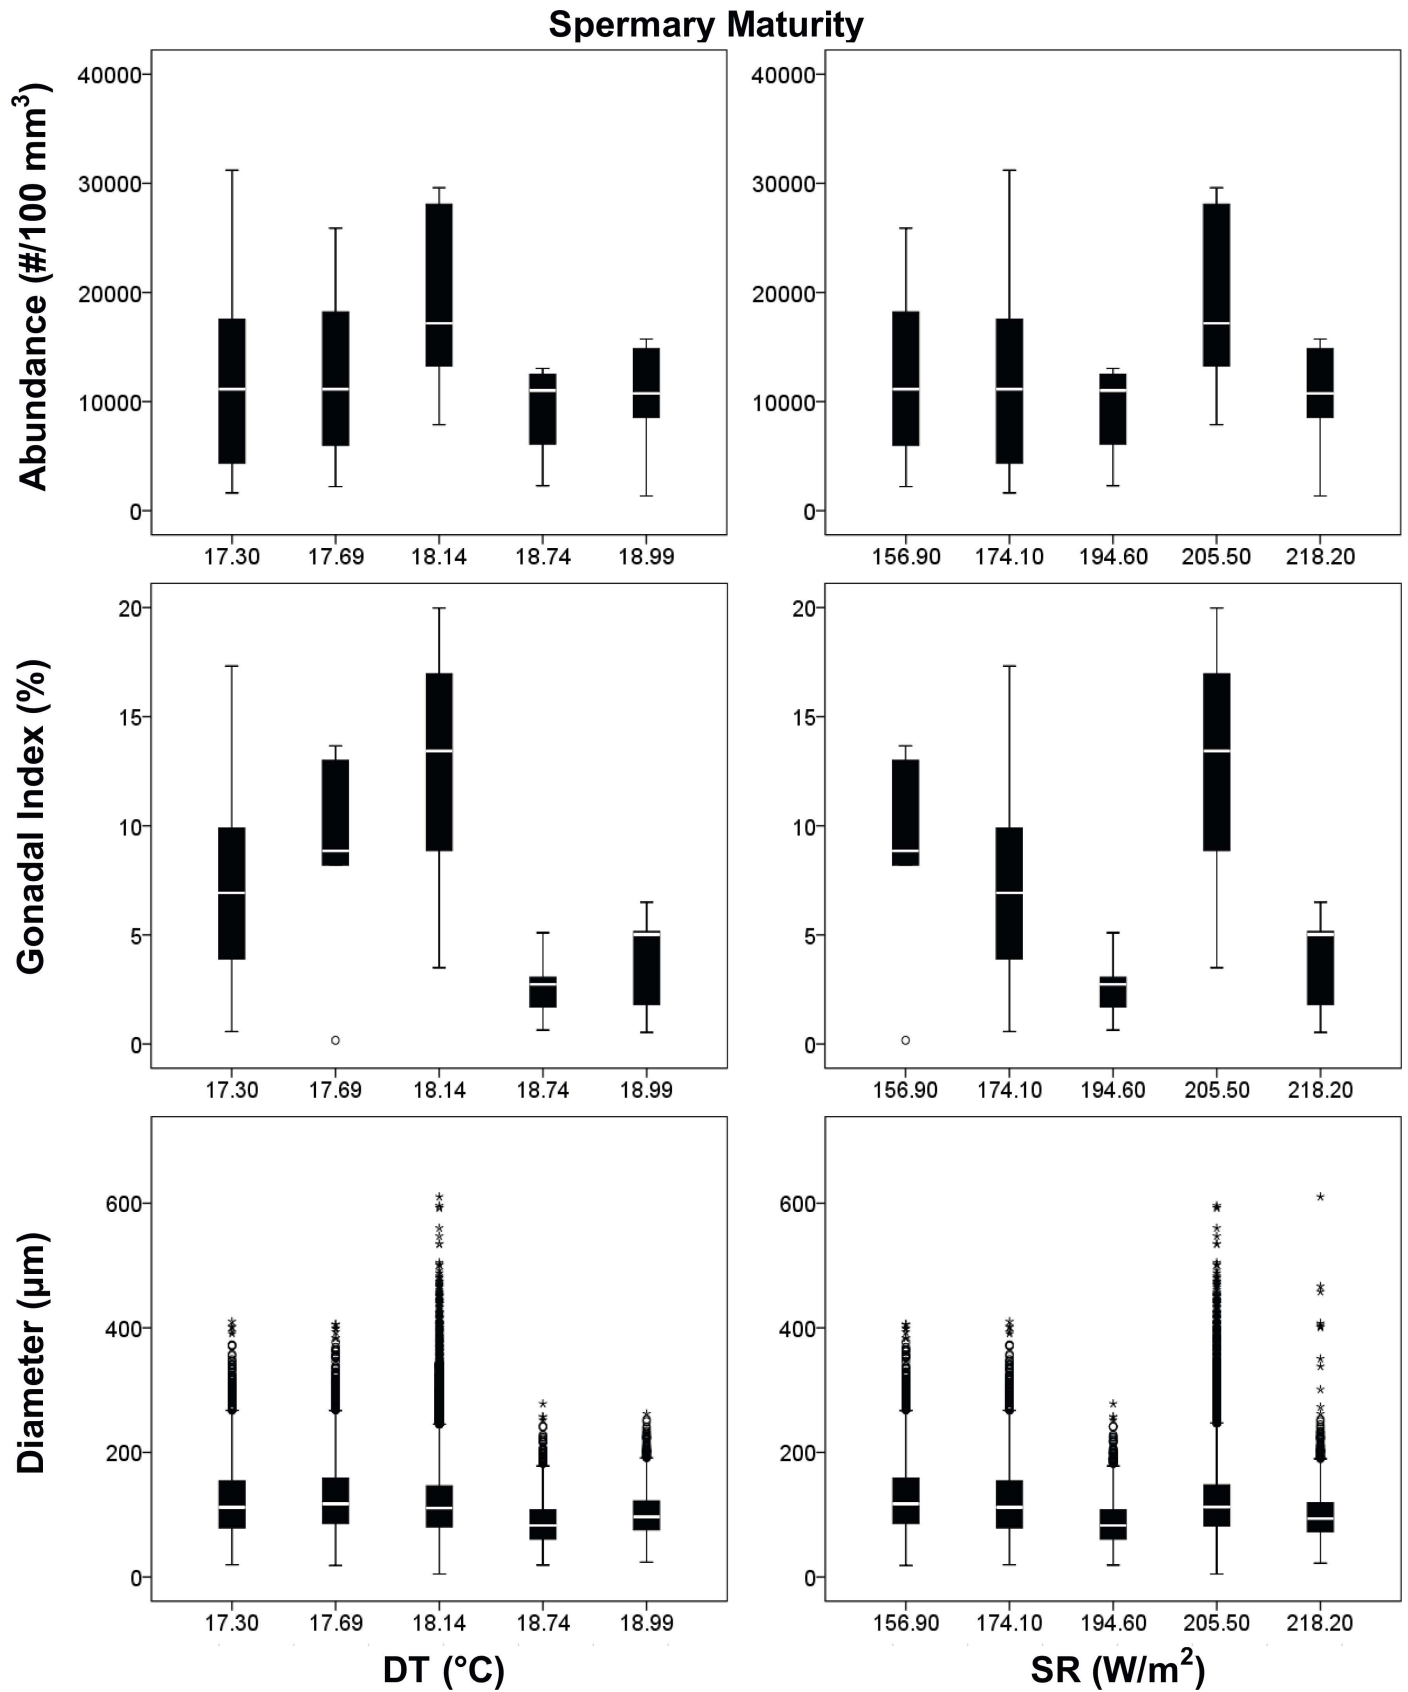 Spermary Maturity
Abundance (#/100 mm³)
40000
30000
20000
10000
0
17.30 17.69 18.14 18.74 18.99
40000
30000
20000
10000
0
156.90 174.10 194.60 205.50 218.20
Gonadal Index (%)
20
15
10
5
0
17.30 17.69 18.14 18.74 18.99
20
15
10
5
0
156.90 174.10 194.60 205.50 218.20
Diameter (µm)
600
400
200
0
17.30 17.69 18.14 18.74 18.99
DT (°C)
600
400
200
0
156.90 174.10 194.60 205.50 218.20
SR (W/m²)